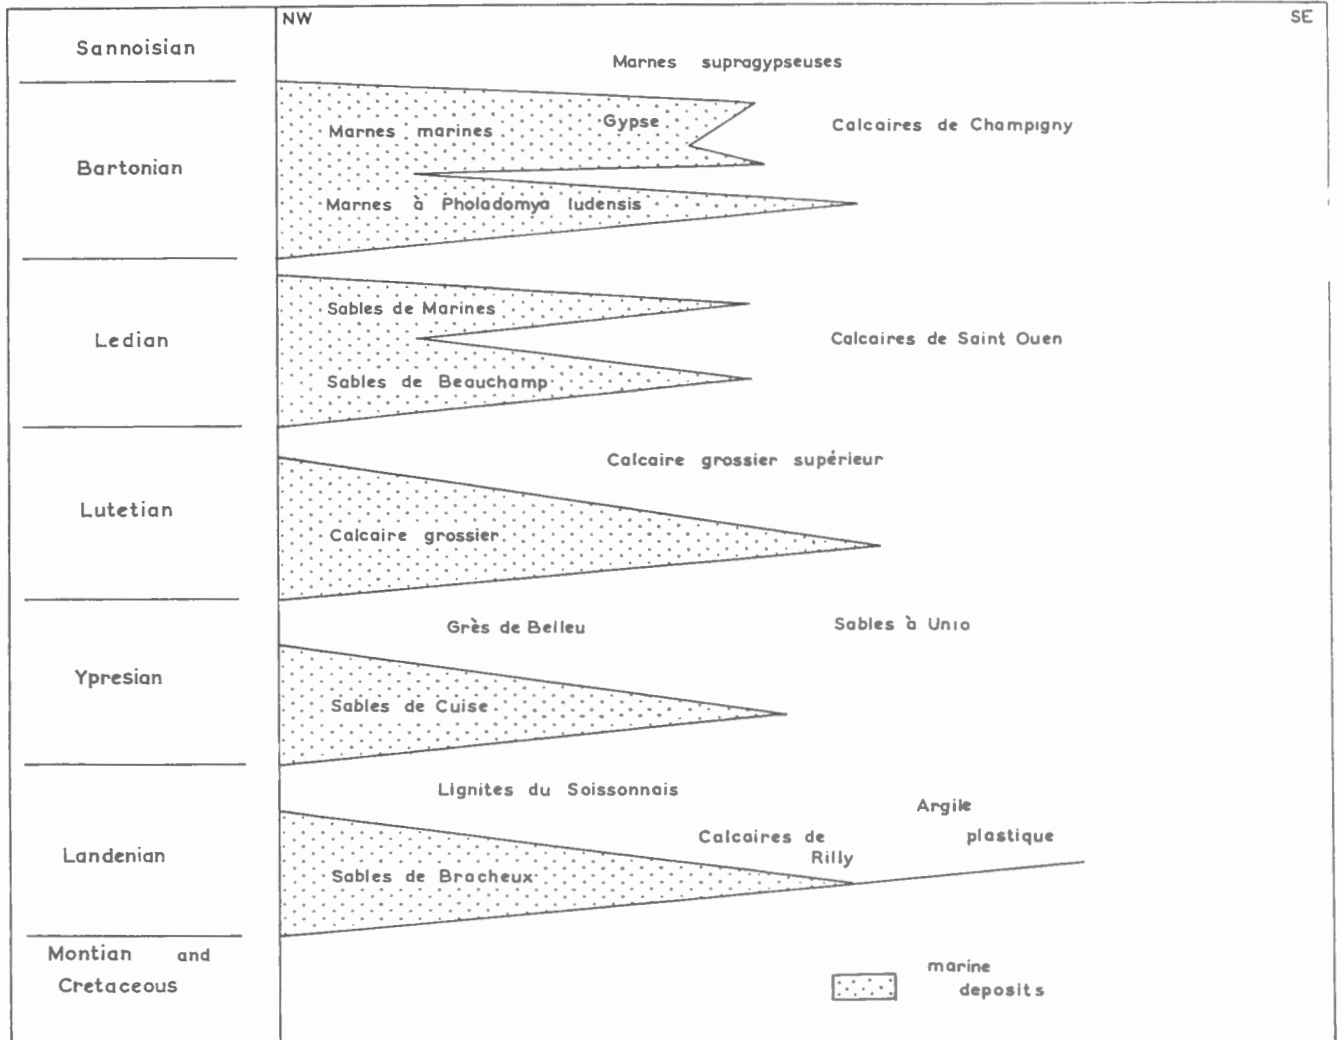 NW
SE
Sannoisian
Marnes supragypseuses
Gypse
Marnes marines
Calcaires de Champigny
Bartonian
Marnes à Pholadomya ludensis
Sables de Marines
Ledian
Calcaires de Saint Ouen
Sables de Beauchamp
Calcaire grossier supérieur
Lutetian
Calcaire grossier
Grès de Belleu
Sables à Unio
Ypresian
Sables de Cuise
Lignites du Soissonnais
Argile
plastique
Calcaires de
Rilly
Landenian
Sables de Bracheux
Montian and
Cretaceous
marine
deposits